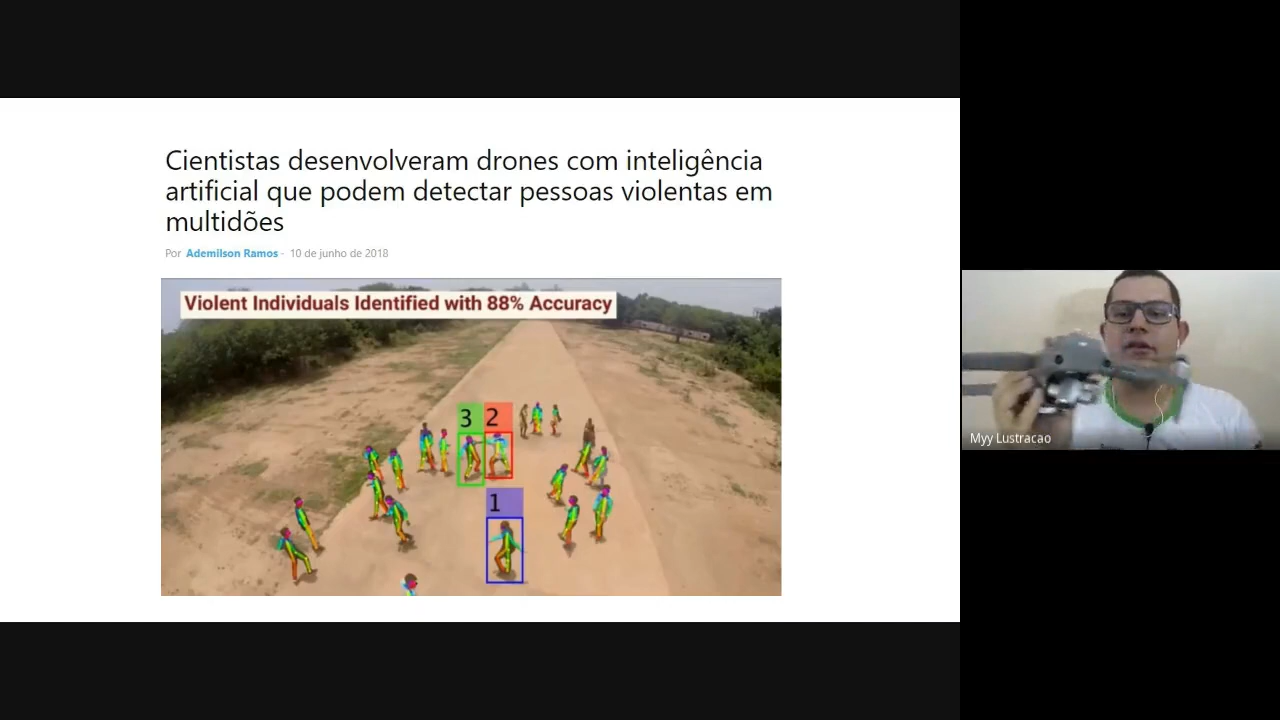 Cientistas desenvolveram drones com inteligência
artificial que podem detectar pessoas violentas em
multidões
Por Ademilson Ramos - 10 de junho de 2018
Violent Individuals Identified with 88% Accuracy
3 2
1
Myy Lustracao